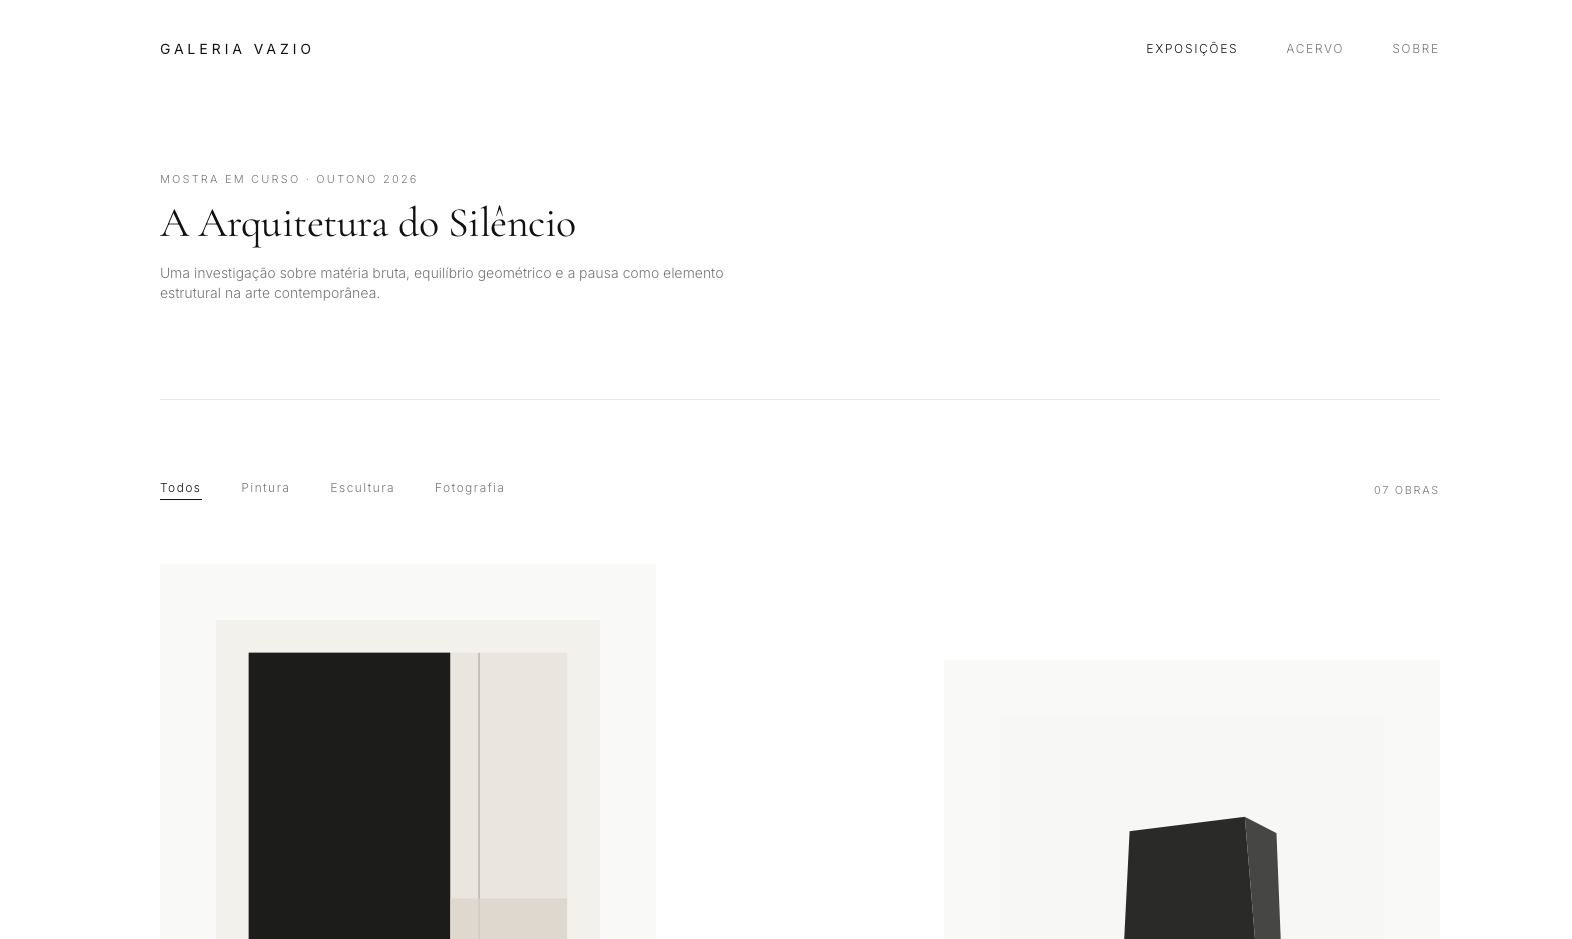 GALERIA VAZIO
EXPOSIÇÕES
ACERVO
SOBRE
MOSTRA EM CURSO · OUTONO 2026
A Arquitetura do Silêncio
Uma investigação sobre matéria bruta, equilíbrio geométrico e a pausa como elemento
estrutural na arte contemporânea.
Todos
Pintura
Escultura
Fotografia
07 OBRAS